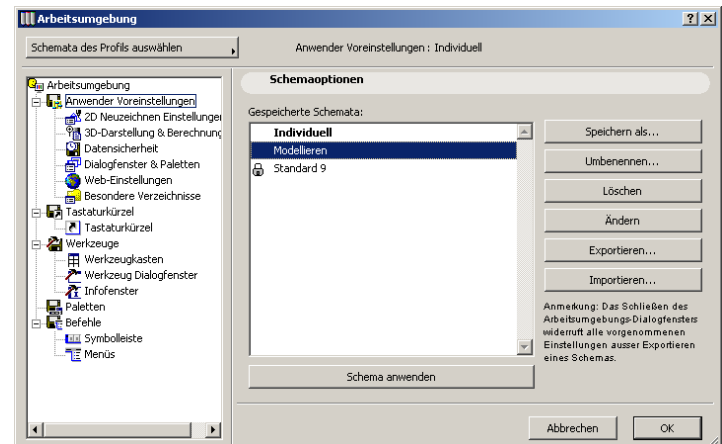 Arbeitsumgebung
Schemata des Profils auswählen
Anwender Voreinstellungen : Individuell
Arbeitsumgebung
Anwender Voreinstellungen
2D Neuzeichnen Einstellungen
3D-Darstellung & Berechnung
Datensicherheit
Dialogfenster & Paletten
Web-Einstellungen
Besondere Verzeichnisse
Tastaturkürzel
Tastaturkürzel
Werkzeuge
Werkzeugkasten
Werkzeug Dialogfenster
Infofenster
Paletten
Befehle
Symbolleiste
Menüs
Schemaoptionen
Gespeicherte Schemata:
Individuell
Modellieren
Standard 9
Schema anwenden
Speichern als...
Umbenennen...
Löschen
Ändern
Exportieren...
Importieren...
Anmerkung: Das Schließen des
Arbeitsumgebungs-Dialogfensters
widerruft alle vorgenommenen
Einstellungen ausser Exportieren
eines Schemas.
Abbrechen
OK